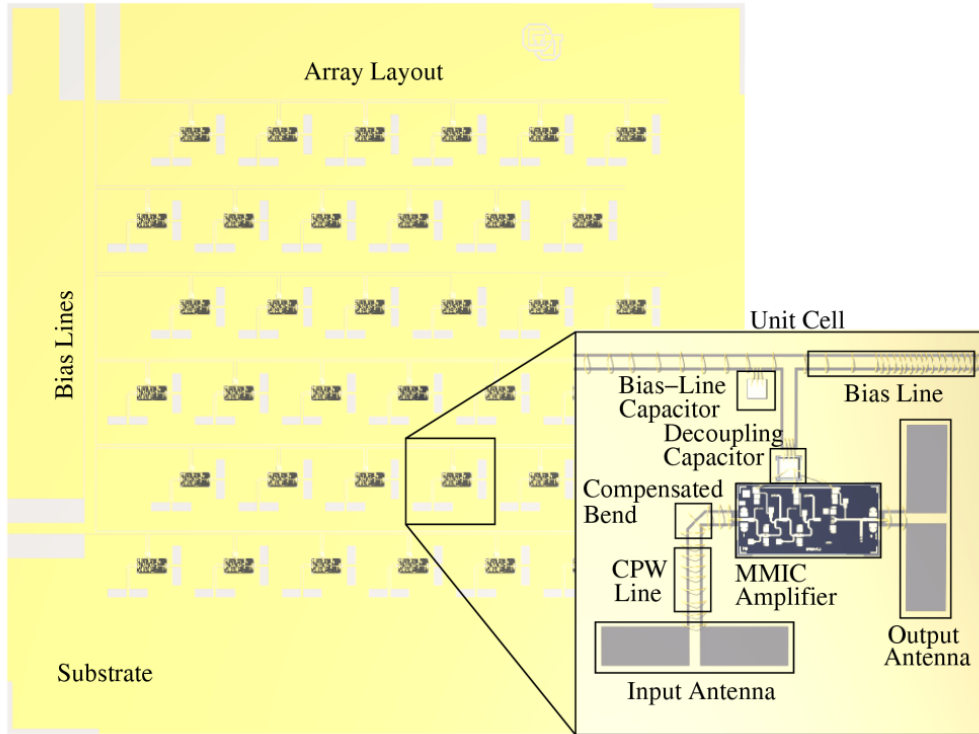 Array Layout
Bias Lines
Substrate
Unit Cell
Bias–Line
Capacitor
Bias Line
Decoupling
Capacitor
Compensated
Bend
CPW
Line
MMIC
Amplifier
Output
Antenna
Input Antenna